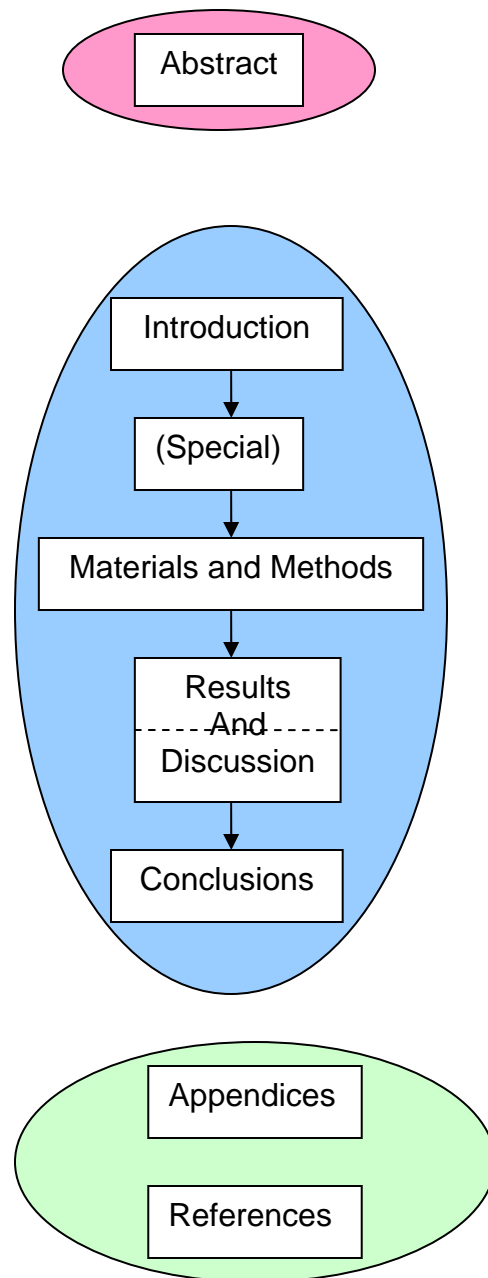 Abstract
Introduction
(Special)
Materials and Methods
Results
And
Discussion
Conclusions
Appendices
References